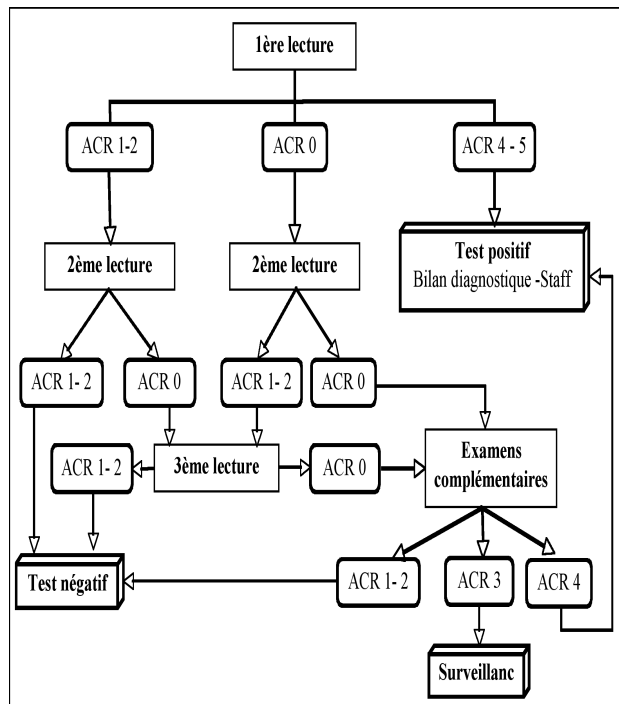 1ère lecture
ACR 1-2
ACR 0
ACR 4 - 5
2ème lecture
2ème lecture
Test positif
Bilan diagnostique -Staff
ACR 1- 2
ACR 0
ACR 1- 2
ACR 0
ACR 1- 2
3ème lecture
ACR 0
Examens
complémentaires
Test négatif
ACR 1- 2
ACR 3
ACR 4
Surveillanc